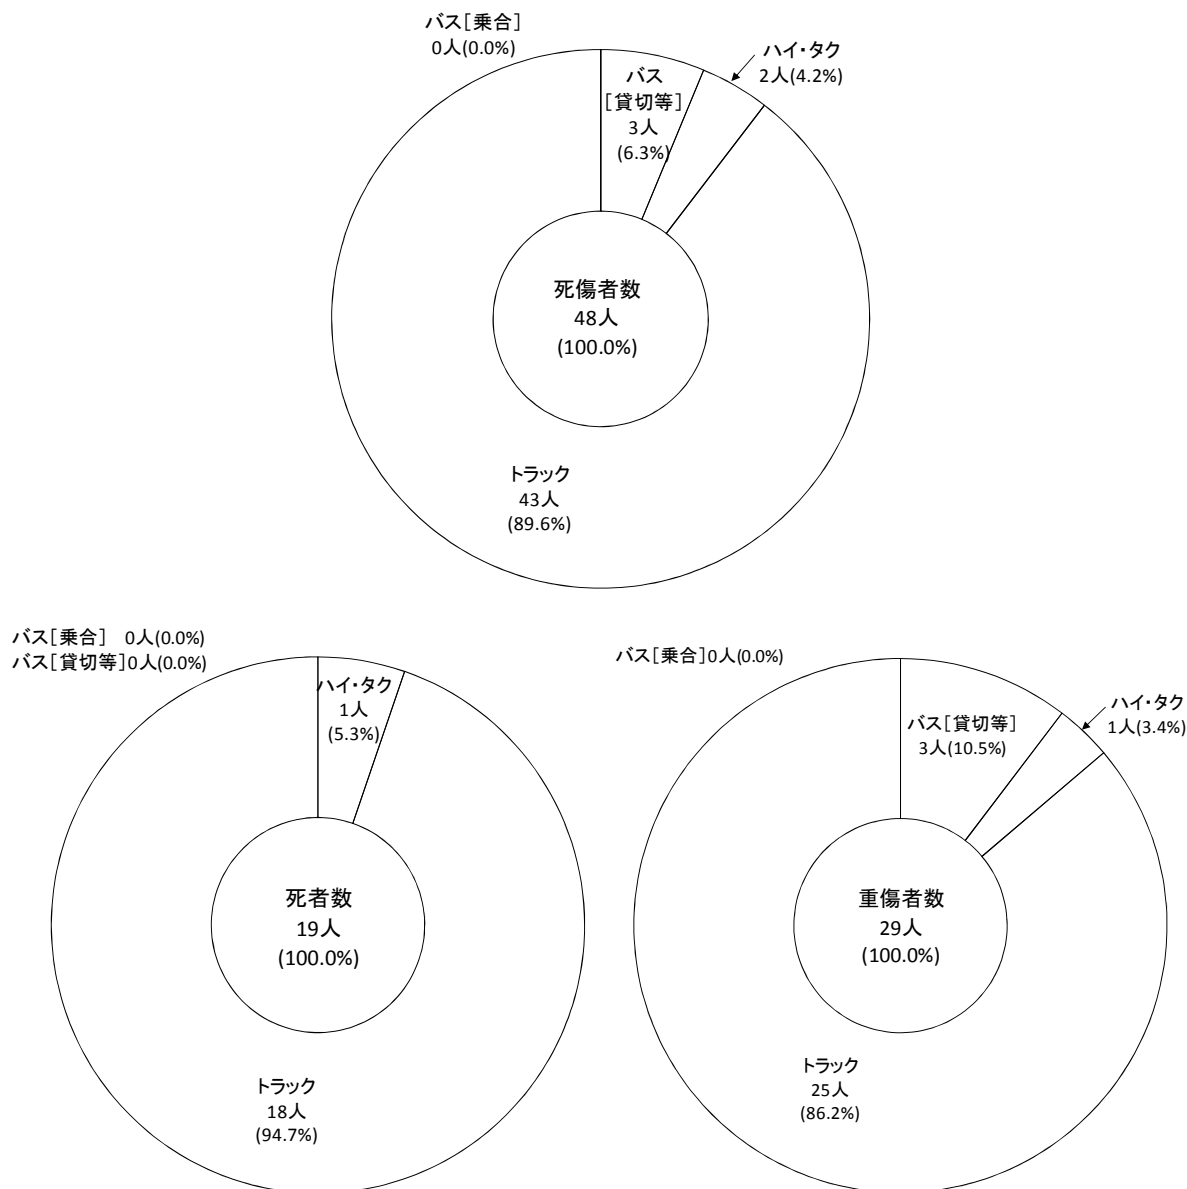 バス［乗合］
0人(0.0%)
バス
［貸切等］
3人
(6.3%)
ハイ・タク
2人(4.2%)
死傷者数
48人
(100.0%)
トラック
43人
(89.6%)
バス［乗合］ 0人(0.0%)
バス［貸切等］0人(0.0%)
ハイ・タク
1人
(5.3%)
死者数
19人
(100.0%)
トラック
18人
(94.7%)
バス［乗合］0人(0.0%)
バス［貸切等］
3人(10.5%)
ハイ・タク
1人(3.4%)
重傷者数
29人
(100.0%)
トラック
25人
(86.2%)